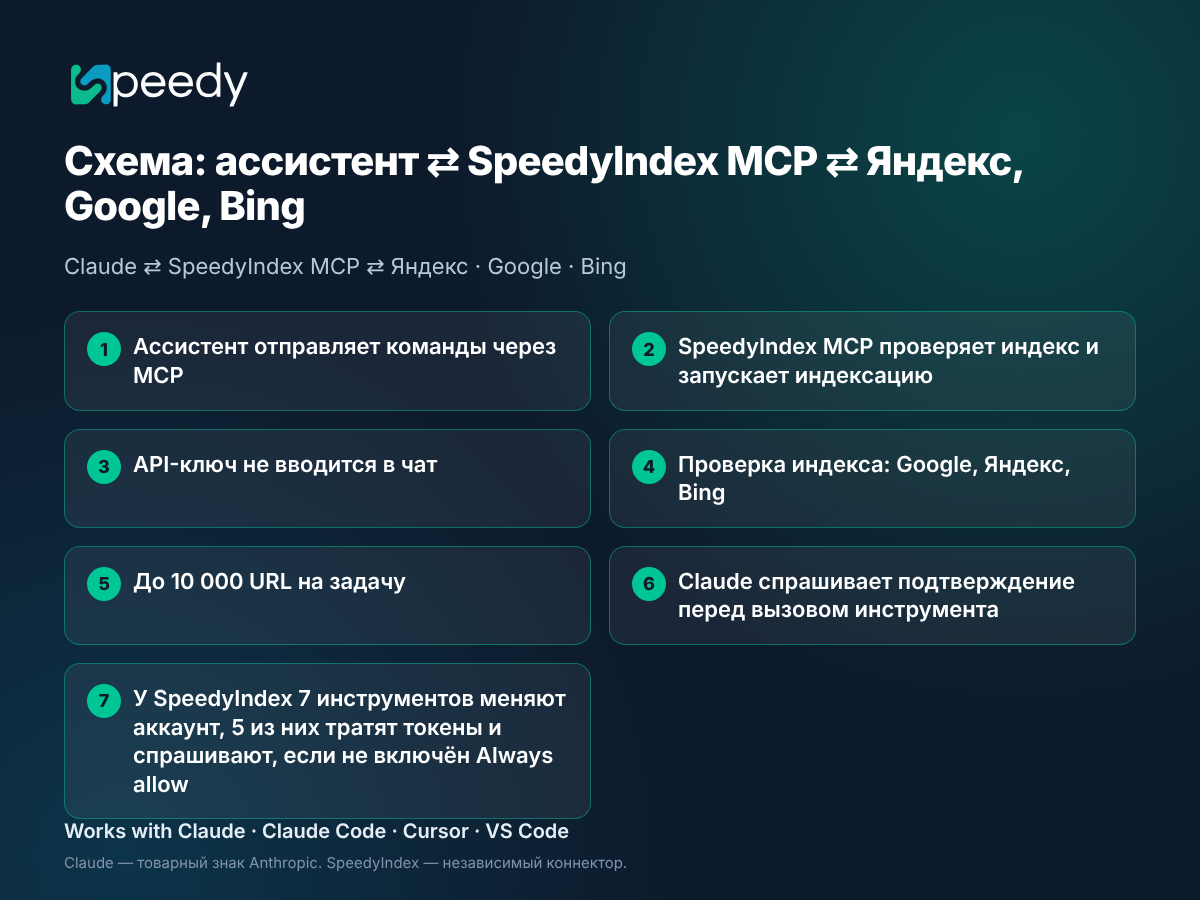 Speedy
Схема: ассистент ⇄ SpeedyIndex MCP ⇄ Яндекс,
Google, Bing
Claude ⇄ SpeedyIndex MCP ⇄ Яндекс · Google · Bing
1 Ассистент отправляет команды через
MCP
2 SpeedyIndex MCP проверяет индекс и
запускает индексацию
3 API-ключ не вводится в чат
4 Проверка индекса: Google, Яндекс,
Bing
5 До 10 000 URL на задачу
6 Claude спрашивает подтверждение
перед вызовом инструмента
7 У SpeedyIndex 7 инструментов меняют
аккаунт, 5 из них тратят токены и
спрашивают, если не включён Always
allow
Works with Claude · Claude Code · Cursor · VS Code
Claude — товарный знак Anthropic. SpeedyIndex — независимый коннектор.